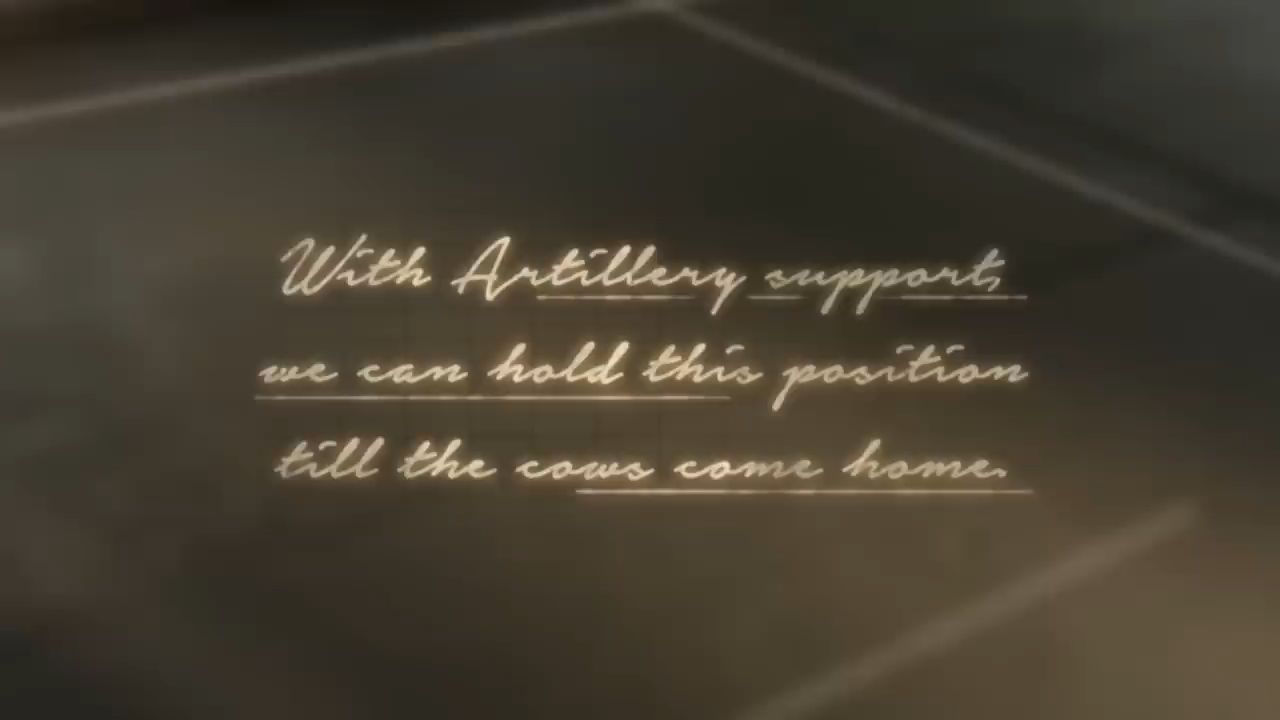 With Artillery support,
we can hold this position
till the cows come home.